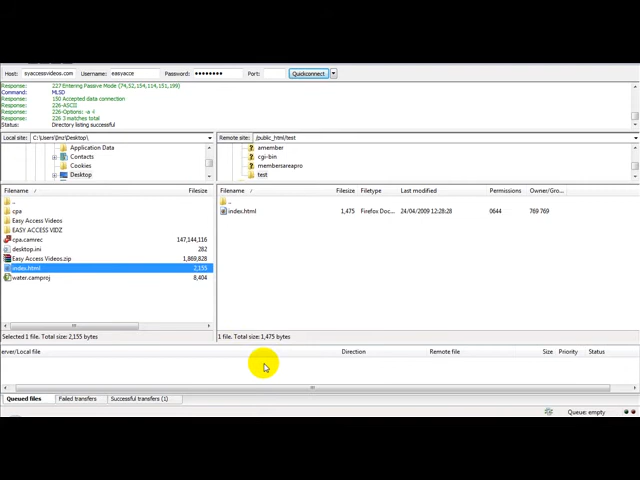 Host: syaccessvideos.com Username: easyacce Password: ●●●●●●●● Port: Quickconnect
Response: 227 Entering Passive Mode (74,52,154,114,151,199)
Command: MLSD
Response: 150 Accepted data connection
Response: 226-ASCII
Response: 226-Options: -a -l
Response: 226 3 matches total
Status: Directory listing successful
Local site: C:\Users\Jinz\Desktop\ Remote site: /public_html/test
Application Data
Contacts
Cookies
Desktop
amember
cgi-bin
membersareapro
test
Filename / Filesize
..
cpa
Easy Access Videos
EASY ACCESS VIDZ
cpa.camrec 147,144,116
desktop.ini 282
Easy Access Videos.zip 1,869,828
index.html 2,155
water.camproj 8,404
Selected 1 file. Total size: 2,155 bytes
Filename / Filesize Filetype Last modified Permissions Owner/Gro...
..
index.html 1,475 Firefox Doc... 24/04/2009 12:28:28 0644 769 769
1 file. Total size: 1,475 bytes
erver/Local file Direction Remote file Size Priority Status
Queued files Failed transfers Successful transfers (1)
Queue: empty